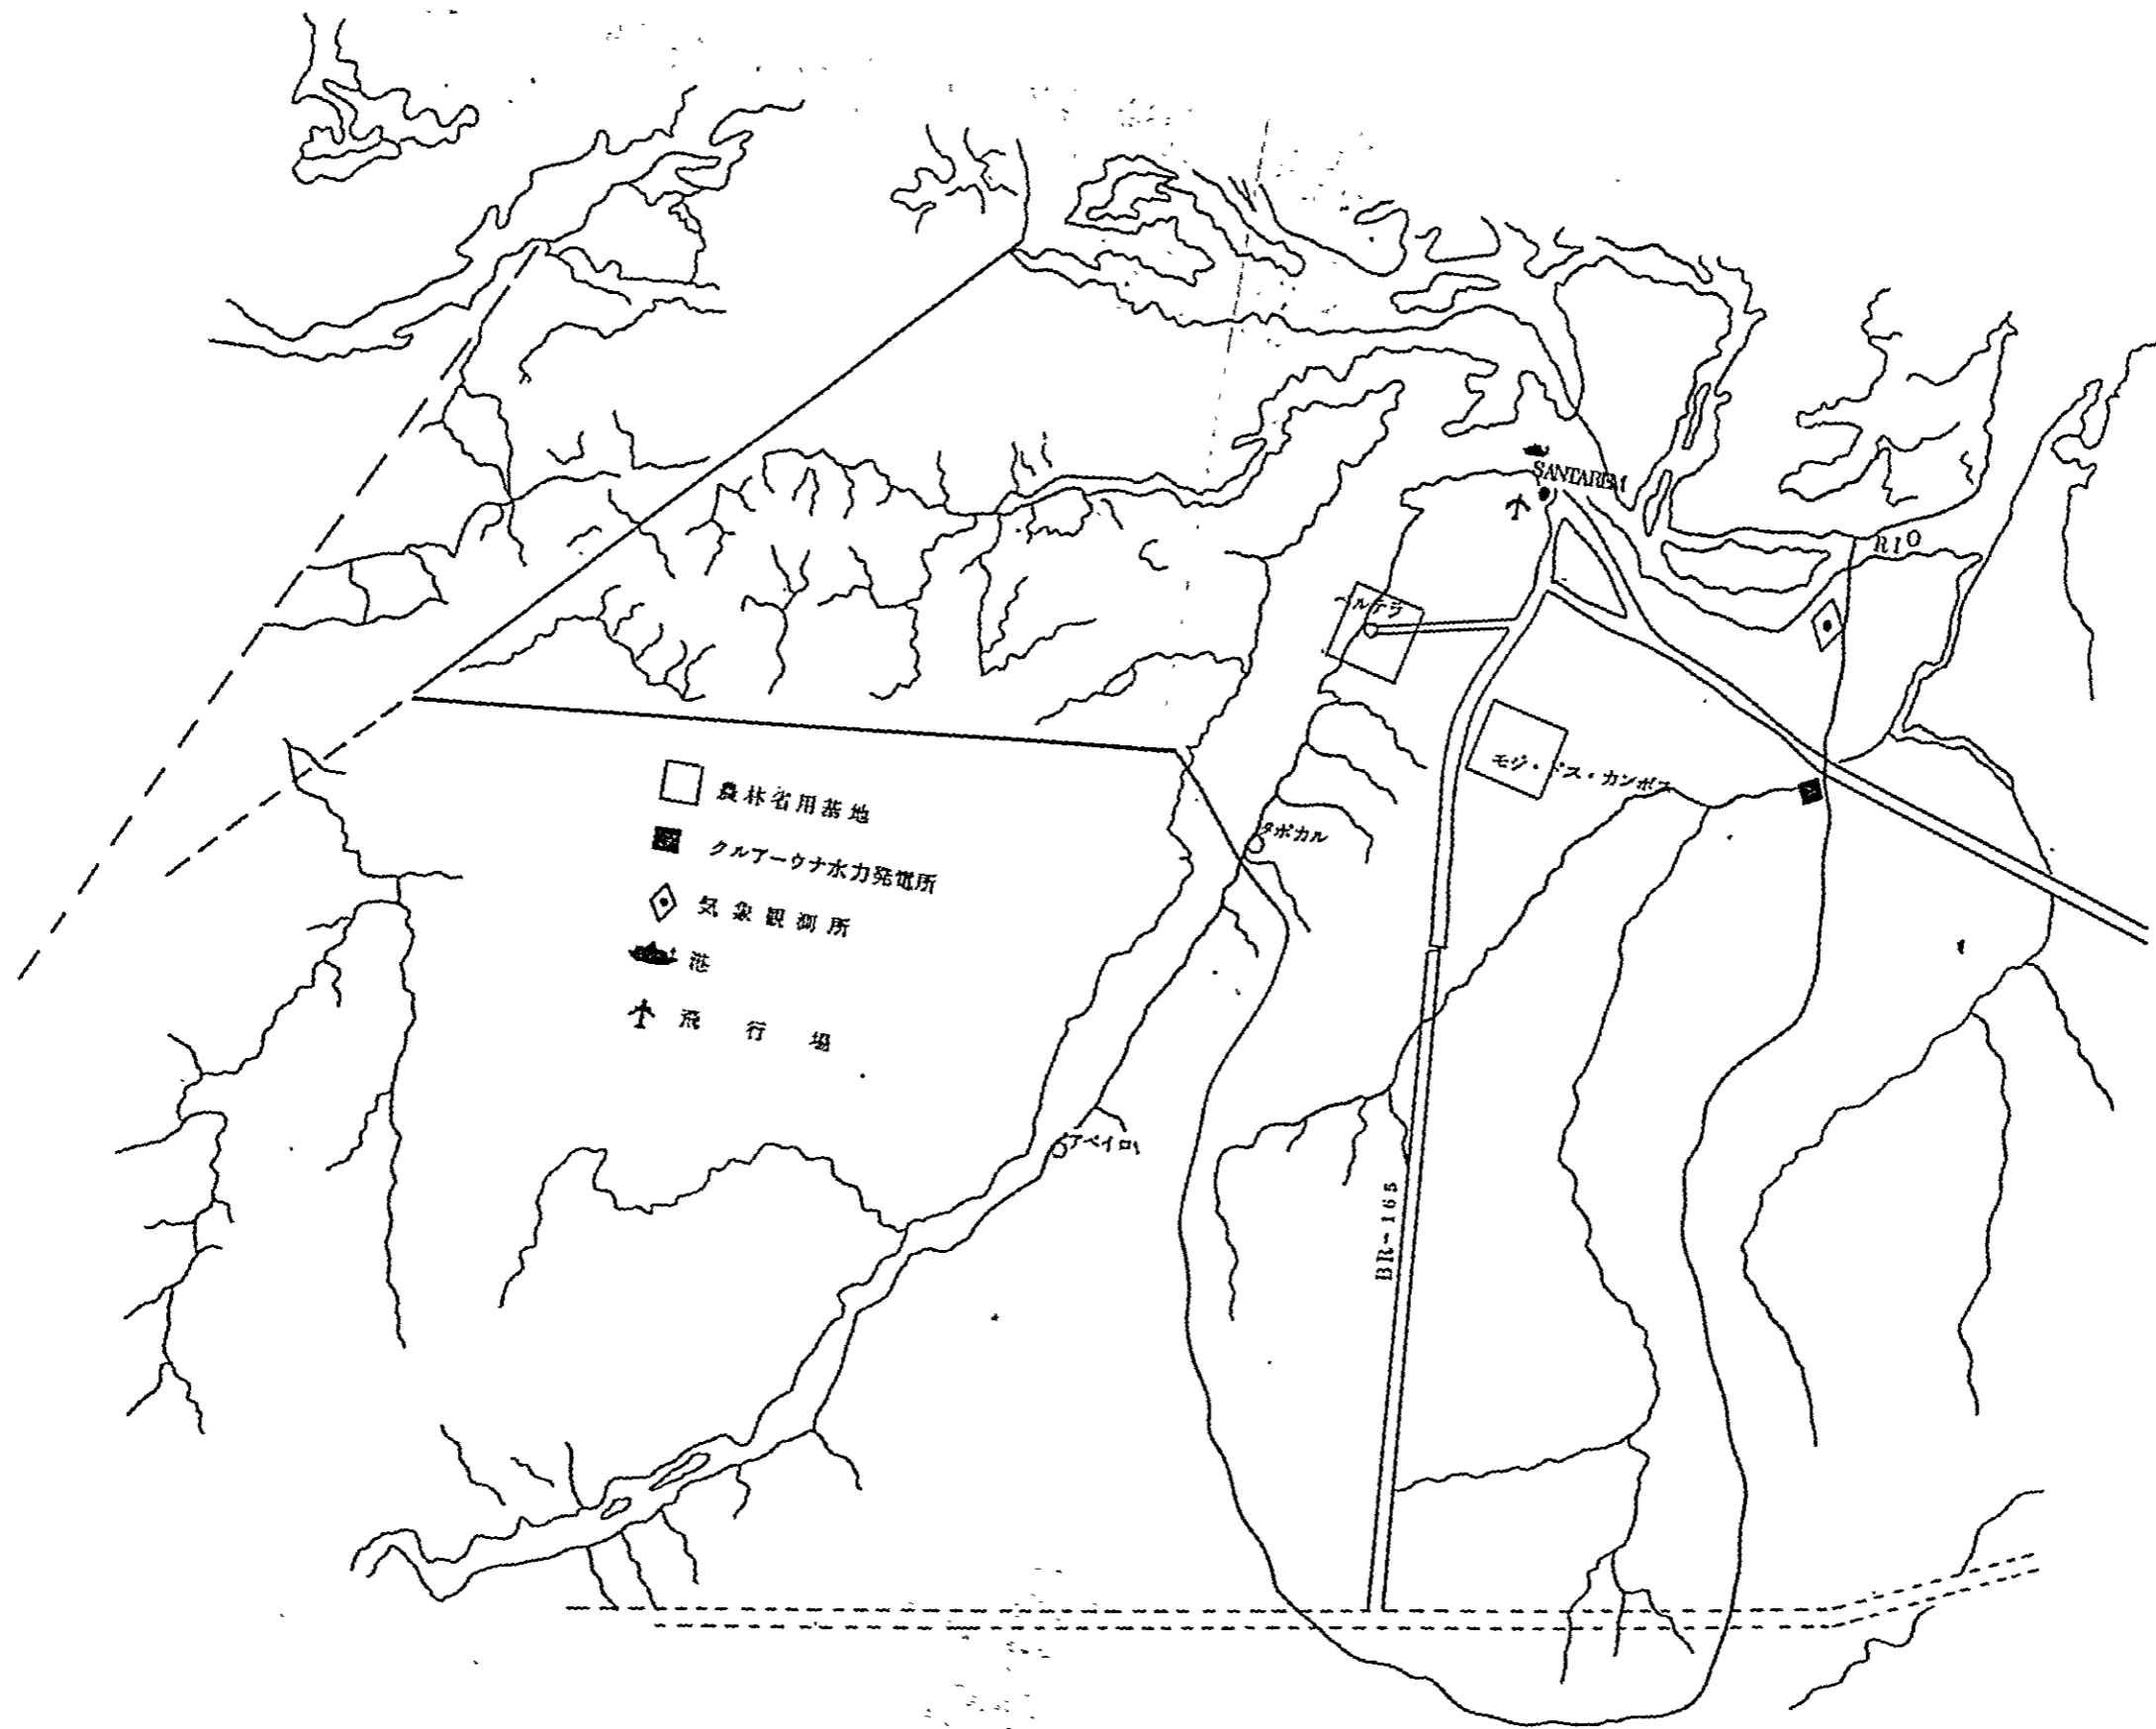 SANTAREM
RIO
ベルテラ
モジ・ダス・カンポス
タボカル
農林省用基地
クルアーウナ水力発電所
気象観測所
港
飛行場
アベイロ
BR-165